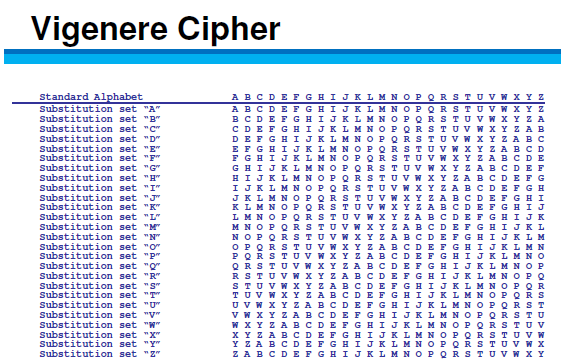 Vigenere Cipher
Standard Alphabet A B C D E F G H I J K L M N O P Q R S T U V W X Y Z
Substitution set “A” A B C D E F G H I J K L M N O P Q R S T U V W X Y Z
Substitution set “B” B C D E F G H I J K L M N O P Q R S T U V W X Y Z A
Substitution set “C” C D E F G H I J K L M N O P Q R S T U V W X Y Z A B
Substitution set “D” D E F G H I J K L M N O P Q R S T U V W X Y Z A B C
Substitution set “E” E F G H I J K L M N O P Q R S T U V W X Y Z A B C D
Substitution set “F” F G H I J K L M N O P Q R S T U V W X Y Z A B C D E
Substitution set “G” G H I J K L M N O P Q R S T U V W X Y Z A B C D E F
Substitution set “H” H I J K L M N O P Q R S T U V W X Y Z A B C D E F G
Substitution set “I” I J K L M N O P Q R S T U V W X Y Z A B C D E F G H
Substitution set “J” J K L M N O P Q R S T U V W X Y Z A B C D E F G H I
Substitution set “K” K L M N O P Q R S T U V W X Y Z A B C D E F G H I J
Substitution set “L” L M N O P Q R S T U V W X Y Z A B C D E F G H I J K
Substitution set “M” M N O P Q R S T U V W X Y Z A B C D E F G H I J K L
Substitution set “N” N O P Q R S T U V W X Y Z A B C D E F G H I J K L M
Substitution set “O” O P Q R S T U V W X Y Z A B C D E F G H I J K L M N
Substitution set “P” P Q R S T U V W X Y Z A B C D E F G H I J K L M N O
Substitution set “Q” Q R S T U V W X Y Z A B C D E F G H I J K L M N O P
Substitution set “R” R S T U V W X Y Z A B C D E F G H I J K L M N O P Q
Substitution set “S” S T U V W X Y Z A B C D E F G H I J K L M N O P Q R
Substitution set “T” T U V W X Y Z A B C D E F G H I J K L M N O P Q R S
Substitution set “U” U V W X Y Z A B C D E F G H I J K L M N O P Q R S T
Substitution set “V” V W X Y Z A B C D E F G H I J K L M N O P Q R S T U
Substitution set “W” W X Y Z A B C D E F G H I J K L M N O P Q R S T U V
Substitution set “X” X Y Z A B C D E F G H I J K L M N O P Q R S T U V W
Substitution set “Y” Y Z A B C D E F G H I J K L M N O P Q R S T U V W X
Substitution set “Z” Z A B C D E F G H I J K L M N O P Q R S T U V W X Y